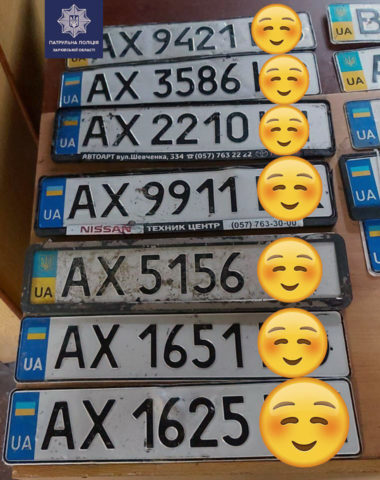 ПАТРУЛЬНА ПОЛІЦІЯ
ХАРКІВСЬКОЇ ОБЛАСТІ
AX 9421
UA AX 3586
UA AX 2210
АВТОАРТ вул.Шевченка, 334 ☎ (057) 763 22 22
UA AX 9911
NISSAN ТЕХНИК ЦЕНТР (057) 763-30-00
UA AX 5156
UA AX 1651
UA AX 1625